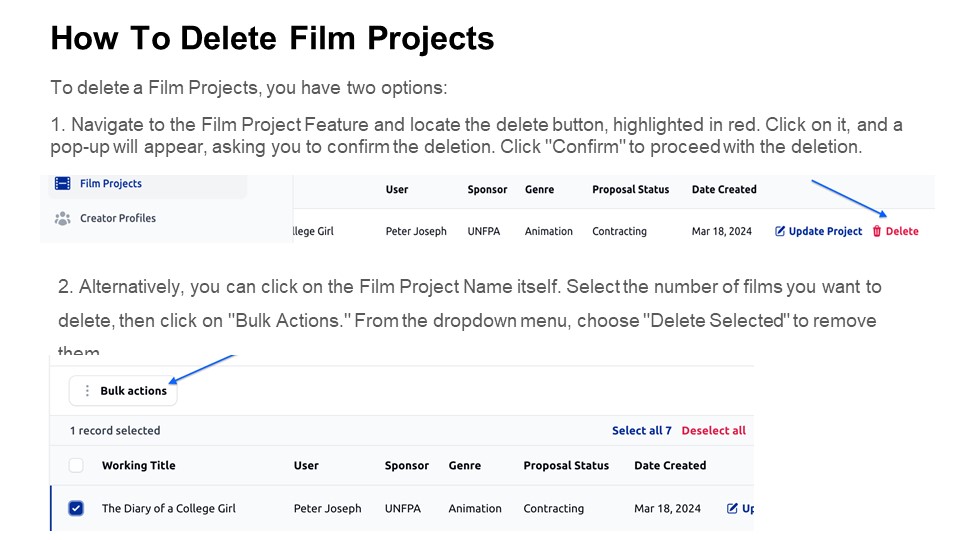 How To Delete Film Projects
To delete a Film Projects, you have two options:
1. Navigate to the Film Project Feature and locate the delete button, highlighted in red. Click on it, and a
pop-up will appear, asking you to confirm the deletion. Click "Confirm" to proceed with the deletion.
Film Projects
User Sponsor Genre Proposal Status Date Created
Creator Profiles
llege Girl Peter Joseph UNFPA Animation Contracting Mar 18, 2024 Update Project Delete
2. Alternatively, you can click on the Film Project Name itself. Select the number of films you want to
delete, then click on "Bulk Actions." From the dropdown menu, choose "Delete Selected" to remove
them
Bulk actions
1 record selected Select all 7 Deselect all
Working Title User Sponsor Genre Proposal Status Date Created
The Diary of a College Girl Peter Joseph UNFPA Animation Contracting Mar 18, 2024 Up